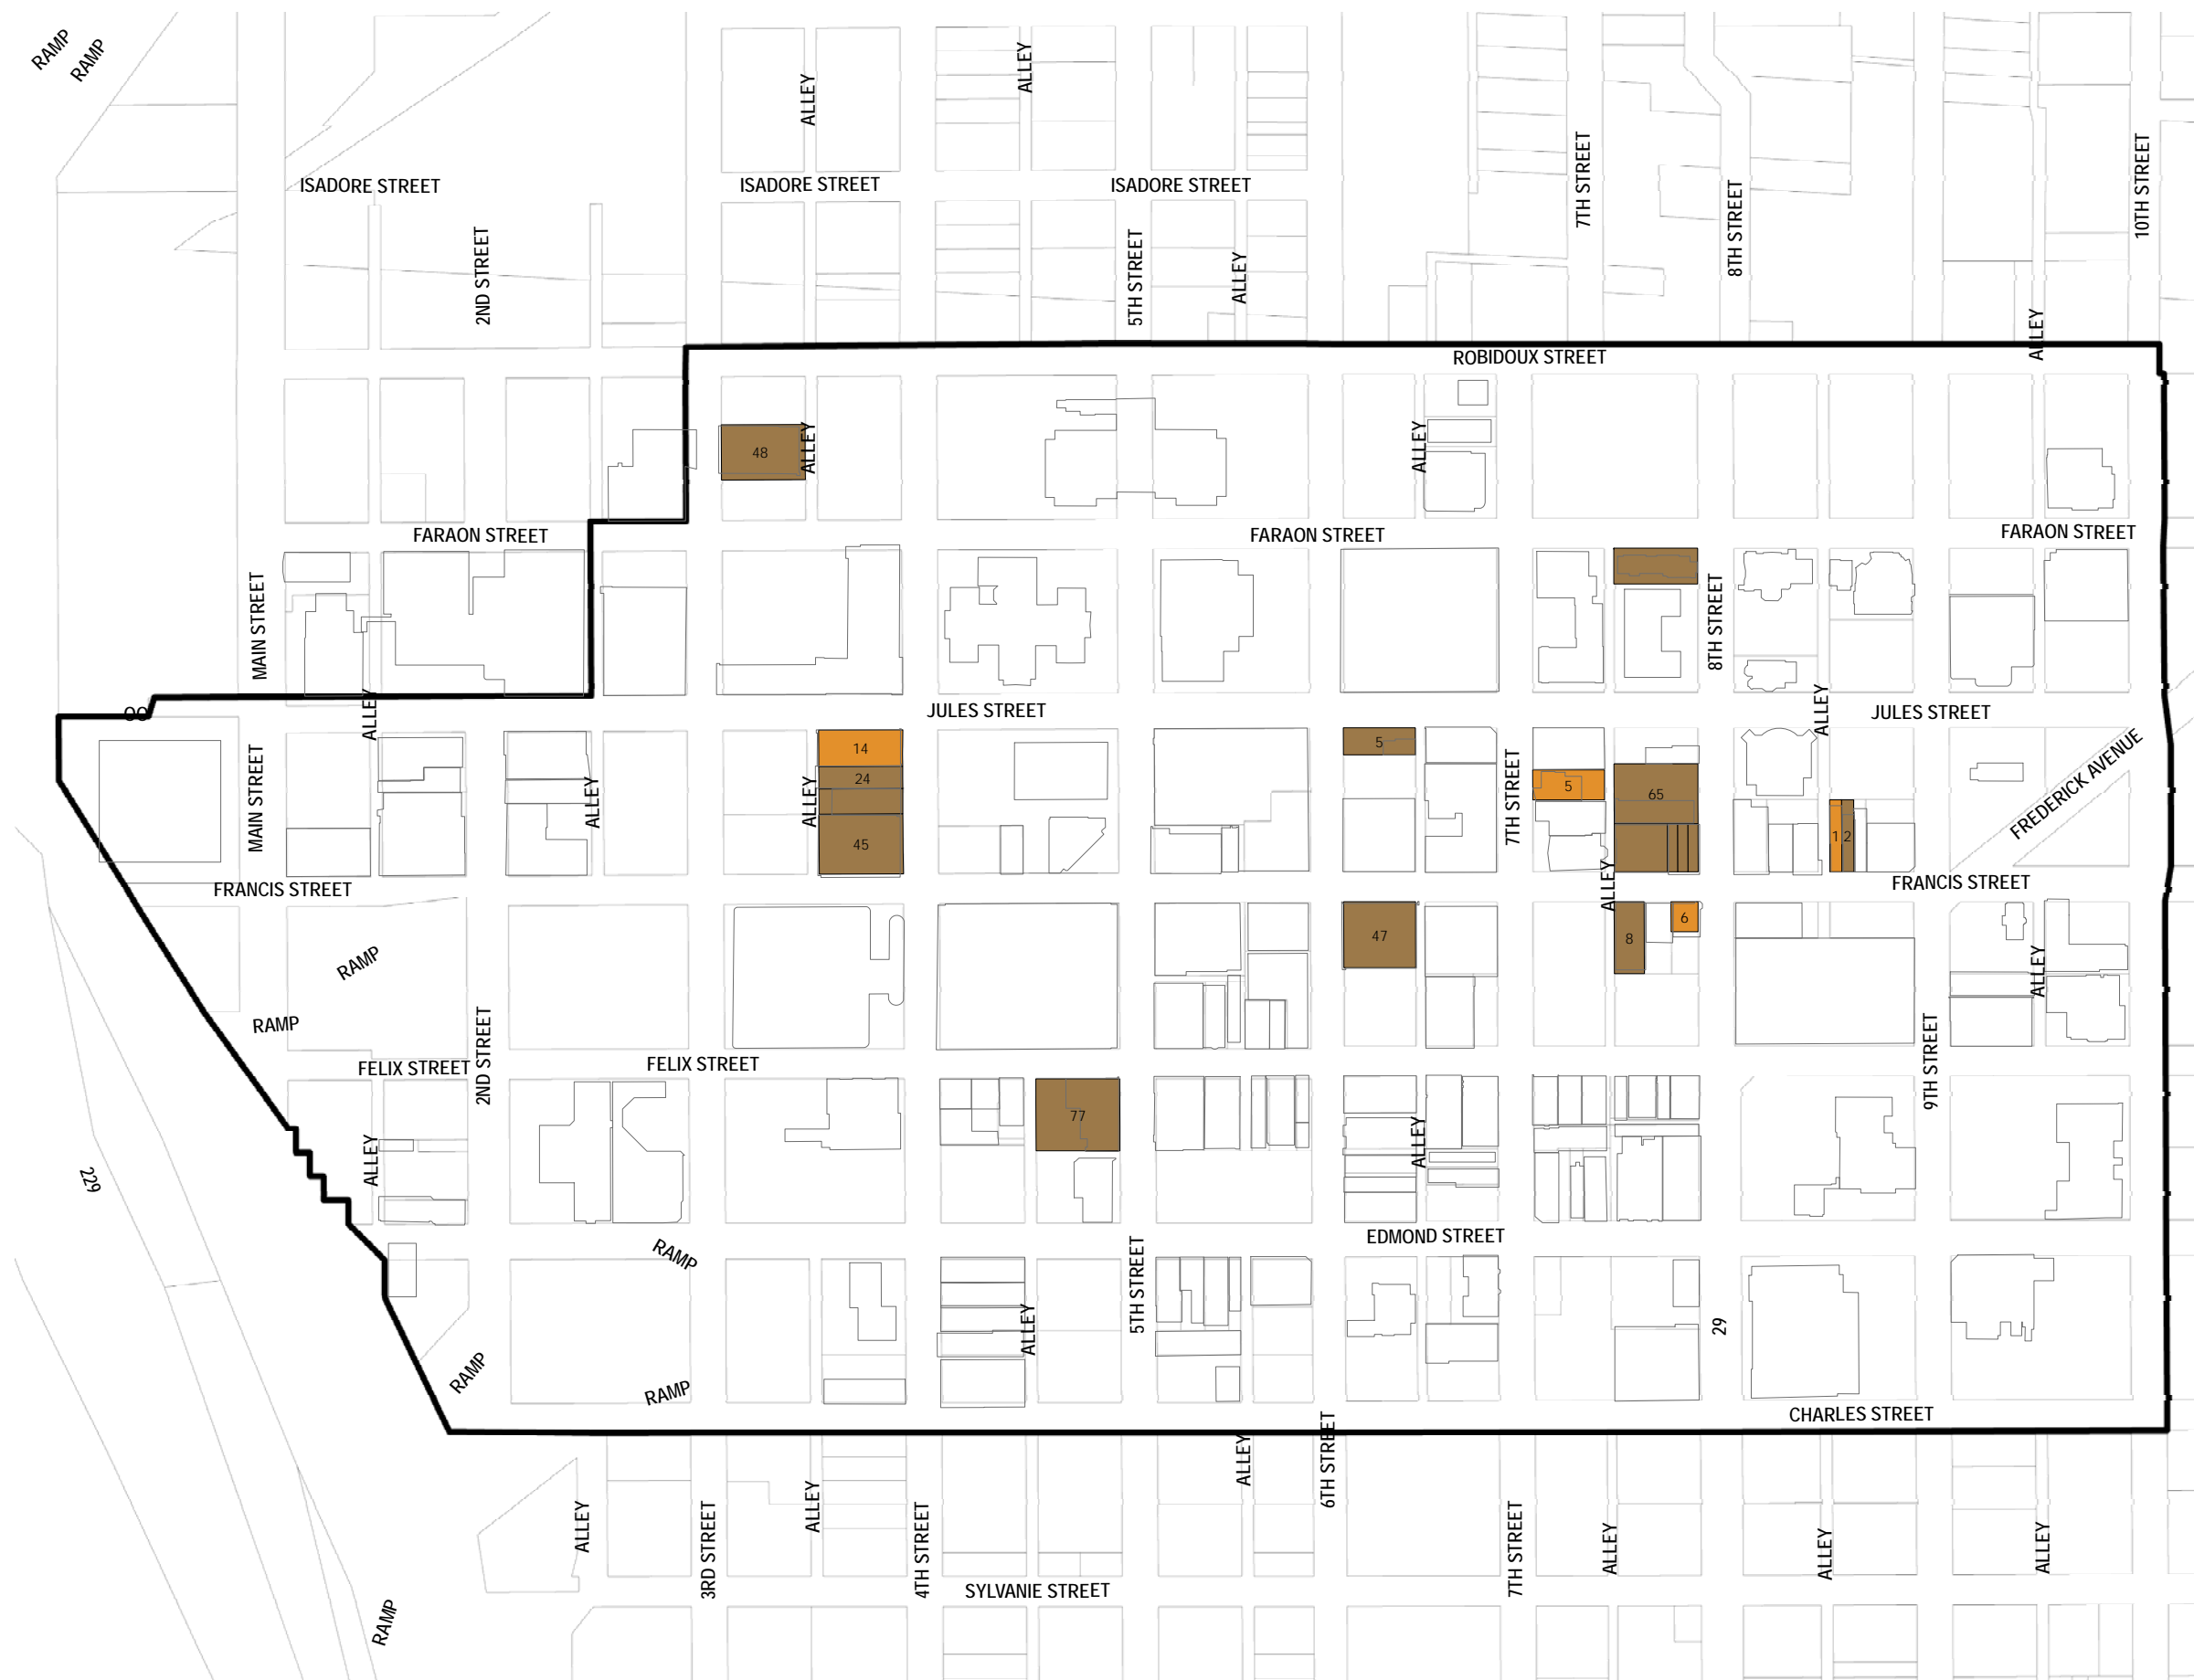 RAMP
RAMP
ALLEY
ALLEY
7TH STREET
10TH STREET
ISADORE STREET
ISADORE STREET
ISADORE STREET
8TH STREET
2ND STREET
5TH STREET
ALLEY
ALLEY
ROBIDOUX STREET
48
ALLEY
ALLEY
FARAON STREET
FARAON STREET
FARAON STREET
MAIN STREET
8TH STREET
ALLEY
JULES STREET
ALLEY
JULES STREET
MAIN STREET
ALLEY
ALLEY
14
24
45
5
7TH STREET
5
65
1
2
FREDERICK AVENUE
FRANCIS STREET
ALLEY
FRANCIS STREET
47
8
6
RAMP
ALLEY
RAMP
2ND STREET
FELIX STREET
FELIX STREET
9TH STREET
ALLEY
77
ALLEY
229
EDMOND STREET
RAMP
5TH STREET
ALLEY
29
RAMP
RAMP
CHARLES STREET
ALLEY
6TH STREET
ALLEY
3RD STREET
ALLEY
4TH STREET
7TH STREET
ALLEY
ALLEY
ALLEY
SYLVANIE STREET
RAMP